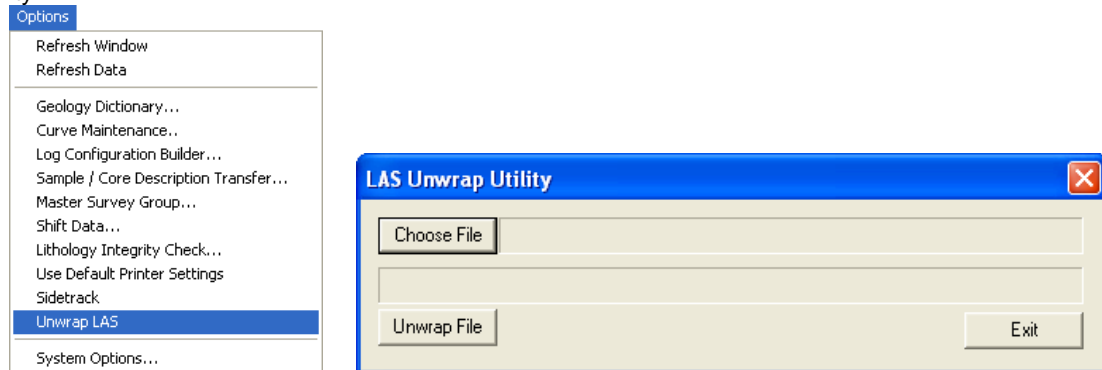 Options
Refresh Window
Refresh Data
Geology Dictionary...
Curve Maintenance..
Log Configuration Builder...
Sample / Core Description Transfer...
Master Survey Group...
Shift Data...
Lithology Integrity Check...
Use Default Printer Settings
Sidetrack
Unwrap LAS
System Options...
LAS Unwrap Utility
Choose File
Unwrap File
Exit